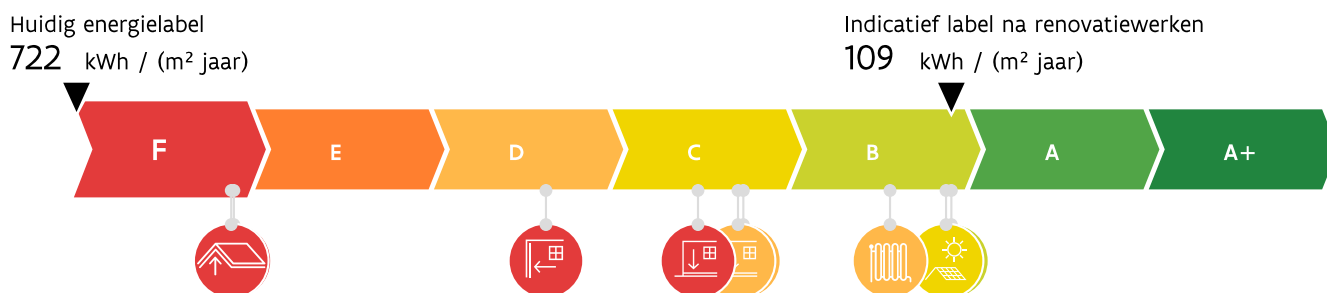 Huidig energielabel
722 kWh / (m² jaar)
Indicatief label na renovatiewerken
109 kWh / (m² jaar)
F E D C B A A+